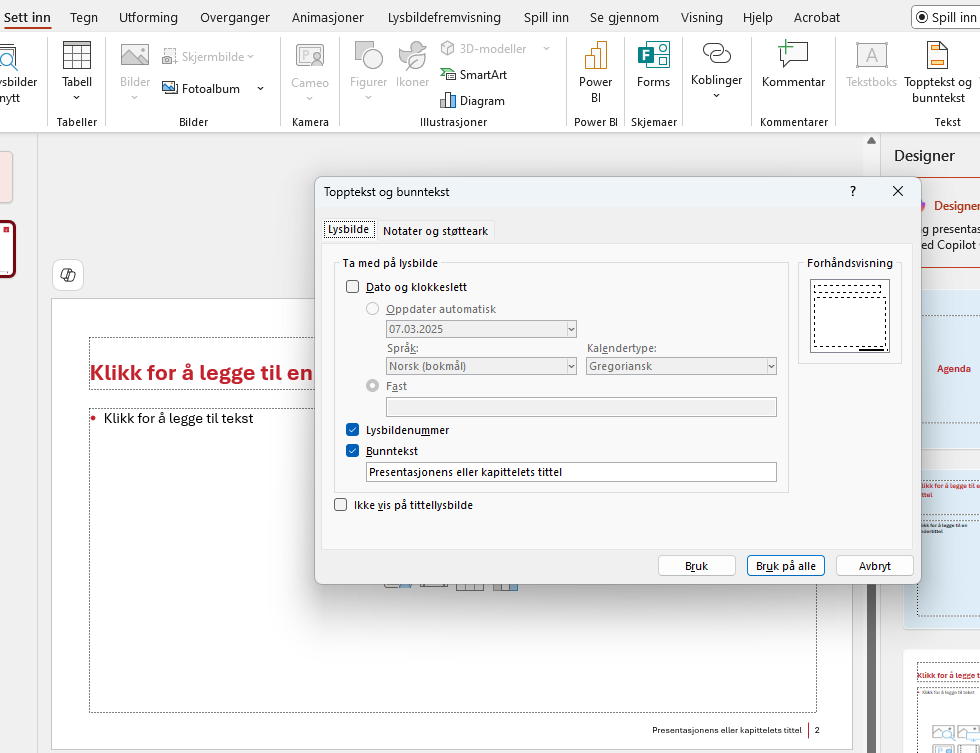 Sett inn Tegn Utforming Overganger Animasjoner Lysbildefremvisning Spill inn Se gjennom Visning Hjelp Acrobat Spill inn
Tabell
Tabeller
Bilder
Skjermbilde
Fotoalbum
Bilder
Cameo
Kamera
Figurer
Ikoner
3D-modeller
SmartArt
Diagram
Illustrasjoner
Power
BI
Power BI
Forms
Skjemaer
Koblinger
Kommentar
Kommentarer
Tekstboks
A
Topptekst og
bunntekst
Tekst
Designer
Designer
ed Copilot
Topptekst og bunntekst ?
Lysbilde Notater og støtteark
Ta med på lysbilde
Dato og klokkeslett
Oppdater automatisk
07.03.2025
Språk: Kalendertype:
Norsk (bokmål) Gregoriansk
Fast
Lysbildenummer
Bunntekst
Presentasjonens eller kapittelets tittel
Ikke vis på tittellysbilde
Forhåndsvisning
Bruk Bruk på alle Avbryt
Klikk for å legge til en
• Klikk for å legge til tekst
Presentasjonens eller kapittelets tittel | 2
Agenda
Klikk for å legge t
Klikk for å legge til tekst